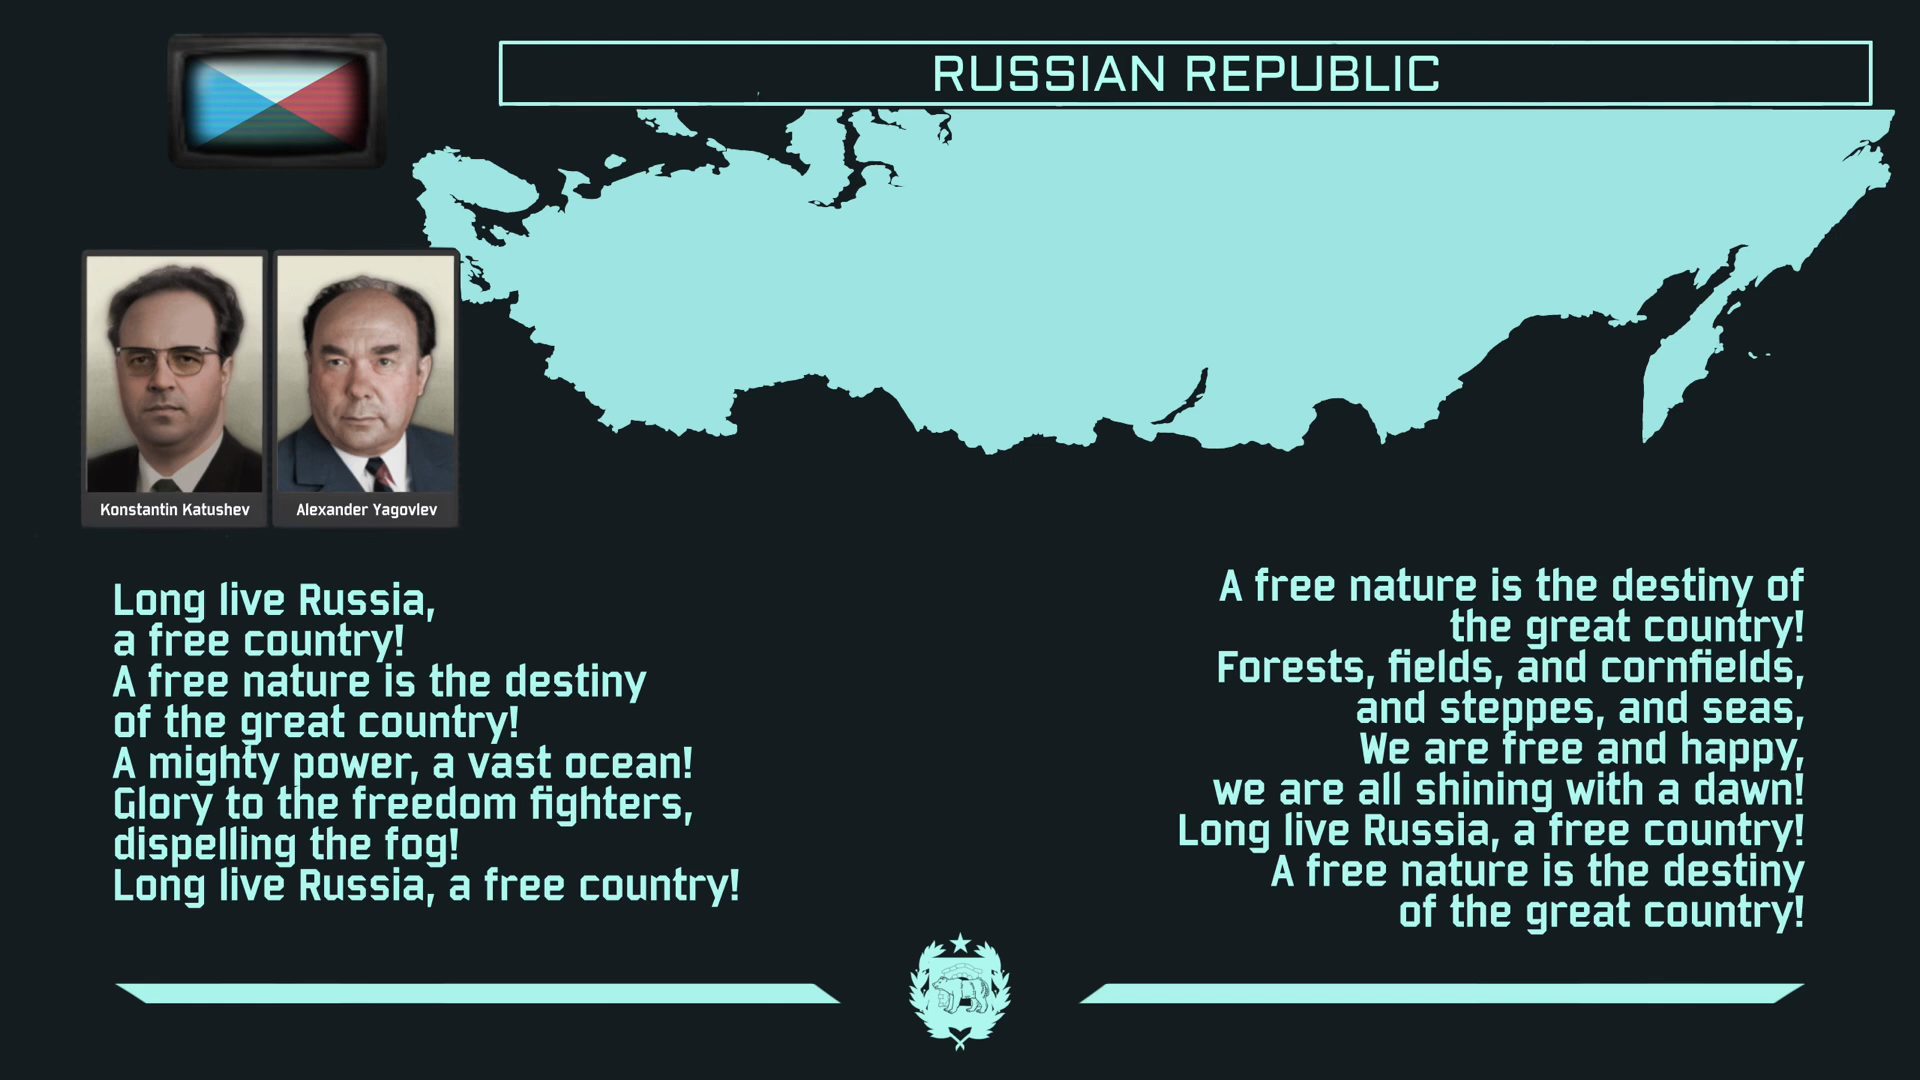 RUSSIAN REPUBLIC
Konstantin Katushev
Alexander Yagovlev
Long live Russia,
a free country!
A free nature is the destiny
of the great country!
A mighty power, a vast ocean!
Glory to the freedom fighters,
dispelling the fog!
Long live Russia, a free country!
A free nature is the destiny of
the great country!
Forests, fields, and cornfields,
and steppes, and seas,
We are free and happy,
we are all shining with a dawn!
Long live Russia, a free country!
A free nature is the destiny
of the great country!